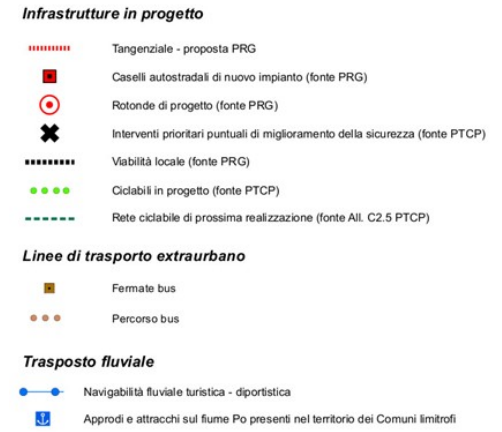 Infrastrutture in progetto
Tangenziale - proposta PRG
Caselli autostradali di nuovo impianto (fonte PRG)
Rotonde di progetto (fonte PRG)
Interventi prioritari puntuali di miglioramento della sicurezza (fonte PTCP)
Viabilità locale (fonte PRG)
Ciclabili in progetto (fonte PTCP)
Rete ciclabile di prossima realizzazione (fonte All. C2.5 PTCP)
Linee di trasporto extraurbano
Fermate bus
Percorso bus
Trasposto fluviale
Navigabilità fluviale turistica - diportistica
Approdi e attracchi sul fiume Po presenti nel territorio dei Comuni limitrofi